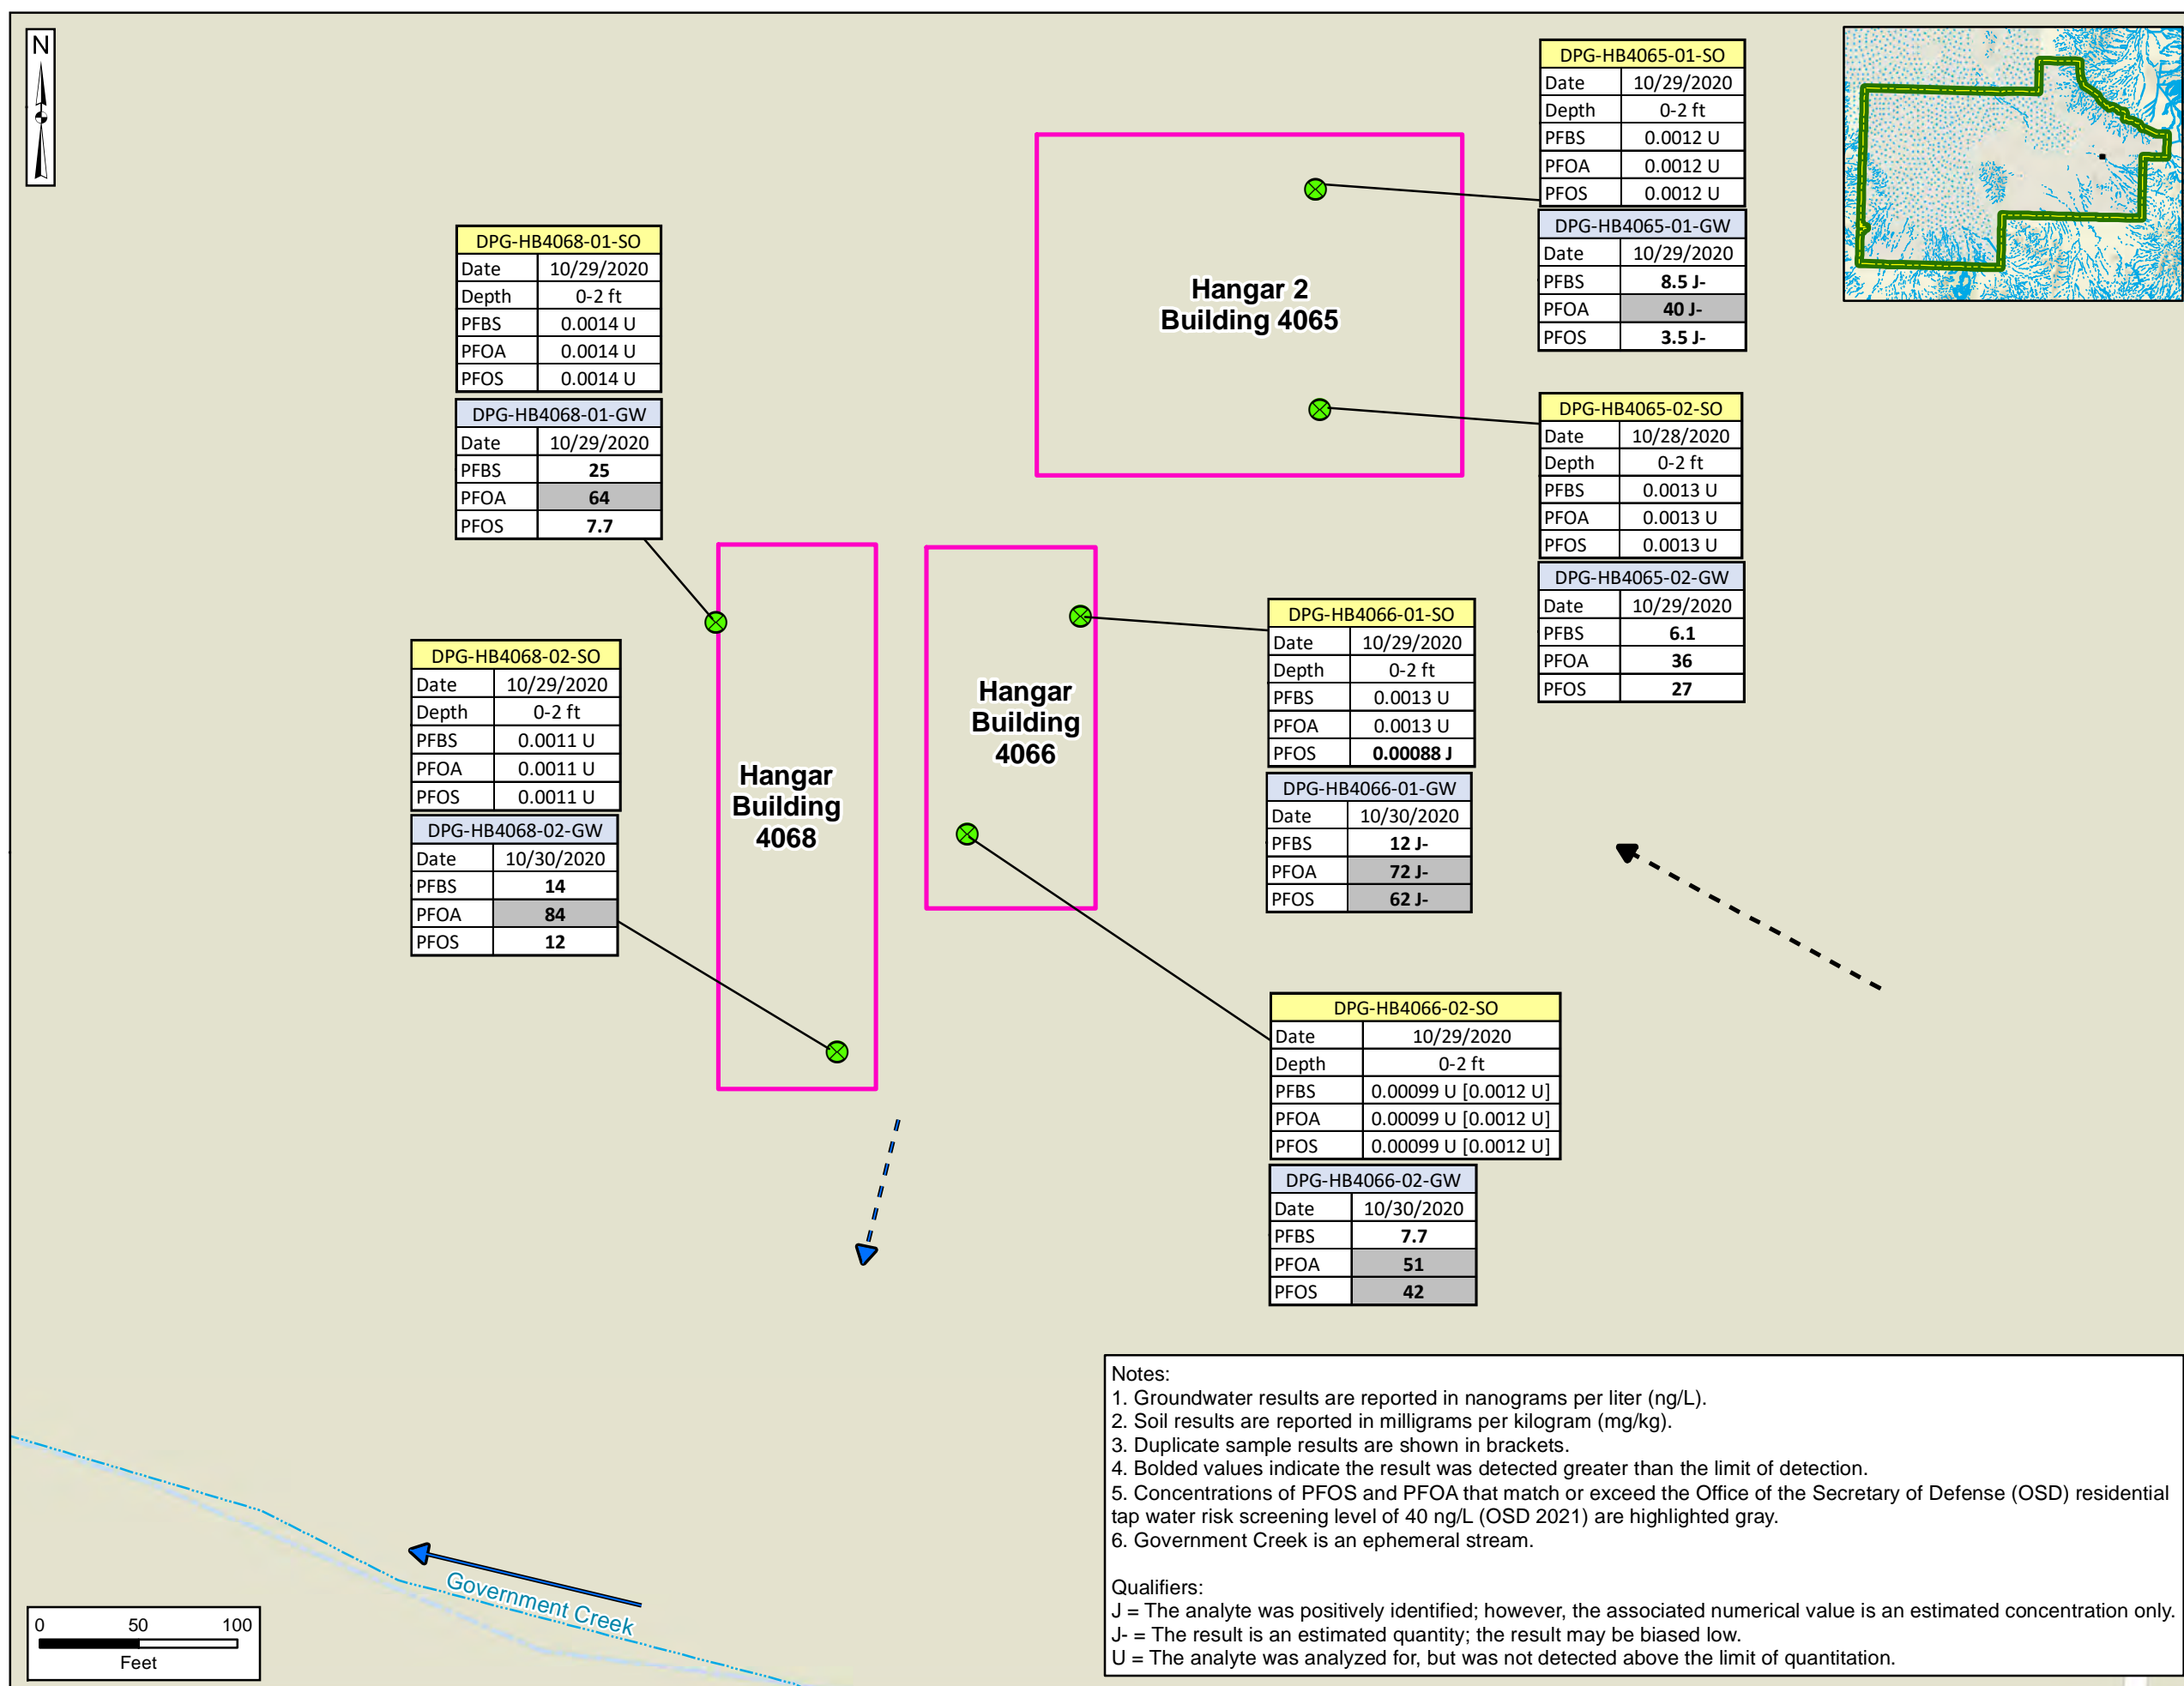 N
DPG-HB4065-01-SO
Date 10/29/2020
Depth 0-2 ft
PFBS 0.0012 U
PFOA 0.0012 U
PFOS 0.0012 U
DPG-HB4065-01-GW
Date 10/29/2020
PFBS 8.5 J-
PFOA 40 J-
PFOS 3.5 J-
Hangar 2
Building 4065
DPG-HB4068-01-SO
Date 10/29/2020
Depth 0-2 ft
PFBS 0.0014 U
PFOA 0.0014 U
PFOS 0.0014 U
DPG-HB4068-01-GW
Date 10/29/2020
PFBS 25
PFOA 64
PFOS 7.7
DPG-HB4065-02-SO
Date 10/28/2020
Depth 0-2 ft
PFBS 0.0013 U
PFOA 0.0013 U
PFOS 0.0013 U
DPG-HB4065-02-GW
Date 10/29/2020
PFBS 6.1
PFOA 36
PFOS 27
DPG-HB4068-02-SO
Date 10/29/2020
Depth 0-2 ft
PFBS 0.0011 U
PFOA 0.0011 U
PFOS 0.0011 U
DPG-HB4068-02-GW
Date 10/30/2020
PFBS 14
PFOA 84
PFOS 12
Hangar
Building
4068
Hangar
Building
4066
DPG-HB4066-01-SO
Date 10/29/2020
Depth 0-2 ft
PFBS 0.0013 U
PFOA 0.0013 U
PFOS 0.00088 J
DPG-HB4066-01-GW
Date 10/30/2020
PFBS 12 J-
PFOA 72 J-
PFOS 62 J-
DPG-HB4066-02-SO
Date 10/29/2020
Depth 0-2 ft
PFBS 0.00099 U [0.0012 U]
PFOA 0.00099 U [0.0012 U]
PFOS 0.00099 U [0.0012 U]
DPG-HB4066-02-GW
Date 10/30/2020
PFBS 7.7
PFOA 51
PFOS 42
Notes:
1. Groundwater results are reported in nanograms per liter (ng/L).
2. Soil results are reported in milligrams per kilogram (mg/kg).
3. Duplicate sample results are shown in brackets.
4. Bolded values indicate the result was detected greater than the limit of detection.
5. Concentrations of PFOS and PFOA that match or exceed the Office of the Secretary of Defense (OSD) residential
tap water risk screening level of 40 ng/L (OSD 2021) are highlighted gray.
6. Government Creek is an ephemeral stream.
Qualifiers:
J = The analyte was positively identified; however, the associated numerical value is an estimated concentration only.
J- = The result is an estimated quantity; the result may be biased low.
U = The analyte was analyzed for, but was not detected above the limit of quantitation.
Government Creek
0 50 100
Feet